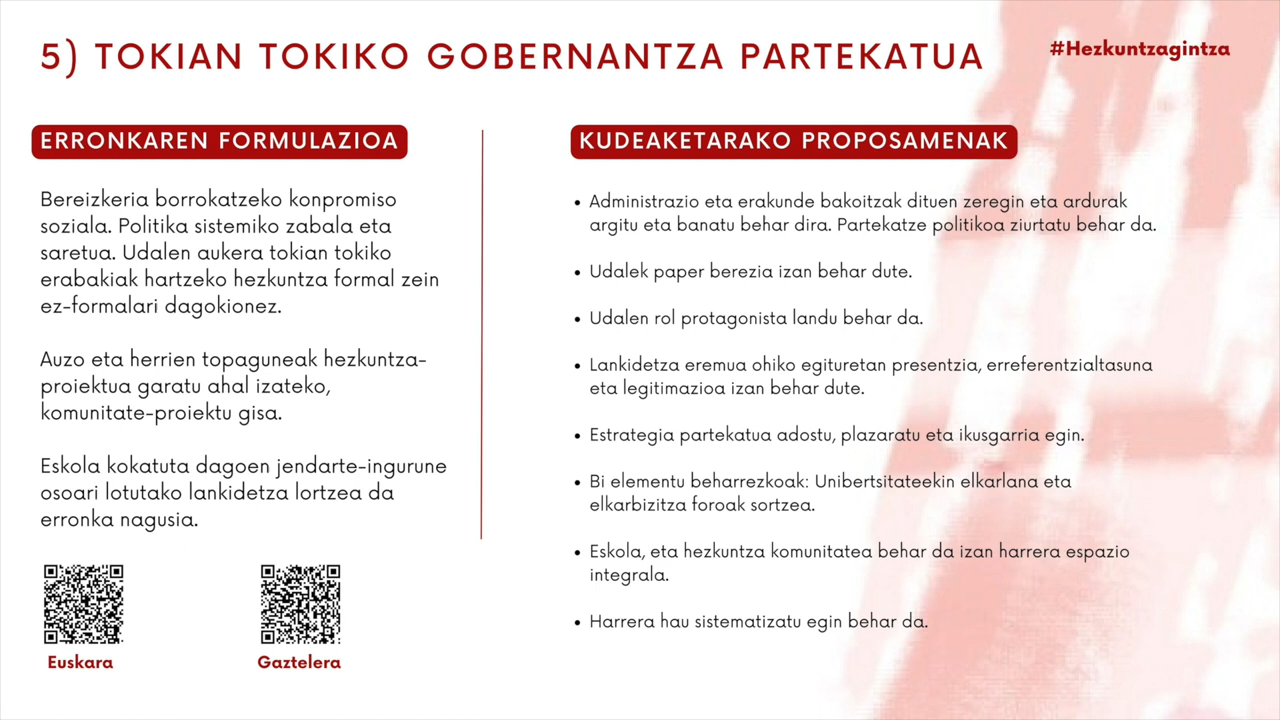 5) TOKIAN TOKIKO GOBERNANTZA PARTEKATUA
#Hezkuntzagintza
ERRONKAREN FORMULAZIOA
Bereizkeria borrokatzeko konpromiso
soziala. Politika sistemiko zabala eta
saretua. Udalen aukera tokian tokiko
erabakiak hartzeko hezkuntza formal zein
ez-formalari dagokionez.
Auzo eta herrien topaguneak hezkuntza-
proiektua garatu ahal izateko,
komunitate-proiektu gisa.
Eskola kokatuta dagoen jendarte-ingurune
osoari lotutako lankidetza lortzea da
erronka nagusia.
Euskara
Gaztelera
KUDEAKETARAKO PROPOSAMENAK
• Administrazio eta erakunde bakoitzak dituen zeregin eta ardurak
argitu eta banatu behar dira. Partekatze politikoa ziurtatu behar da.
• Udalek paper berezia izan behar dute.
• Udalen rol protagonista landu behar da.
• Lankidetza eremua ohiko egituretan presentzia, erreferentzialtasuna
eta legitimazioa izan behar dute.
• Estrategia partekatua adostu, plazaratu eta ikusgarria egin.
• Bi elementu beharrezkoak: Unibertsitateekin elkarlana eta
elkarbizitza foroak sortzea.
• Eskola, eta hezkuntza komunitatea behar da izan harrera espazio
integrala.
• Harrera hau sistematizatu egin behar da.